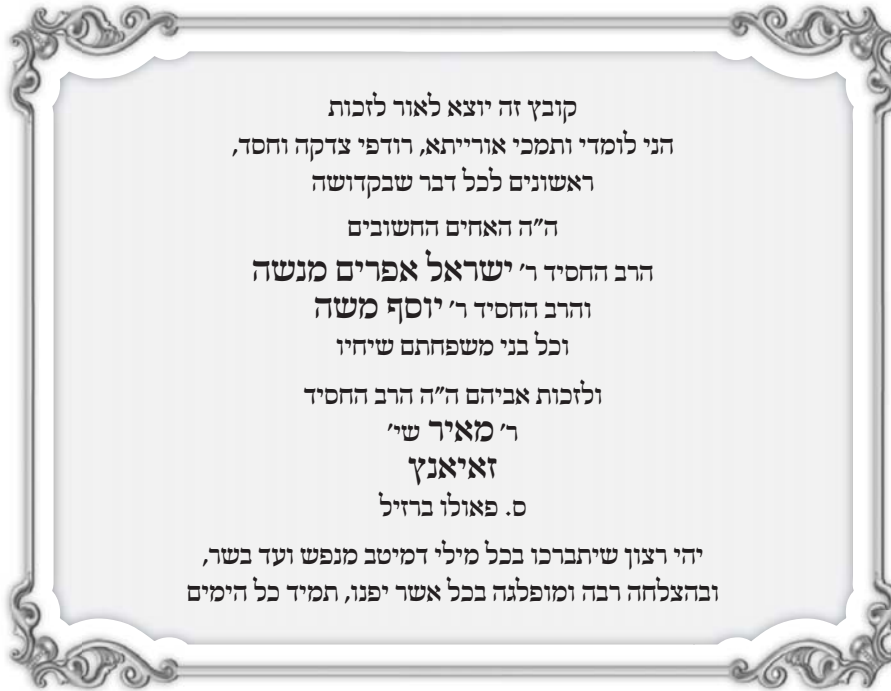 קובץ זה יוצא לאור לזכות
הני לומדי ותמכי אורייתא, רודפי צדקה וחסד,
ראשונים לכל דבר שבקדושה
ה״ה האחים החשובים
הרב החסיד ר׳ ישראל אפרים מנשה
והרב החסיד ר׳ יוסף משה
וכל בני משפחתם שיחיו
ולזכות אביהם ה״ה הרב החסיד
ר׳ מאיר שי׳
זאיאנץ
ס. פאולו ברזיל
יהי רצון שיתברכו בכל מילי דמיטב מנפש ועד בשר,
ובהצלחה רבה ומופלגה בכל אשר יפנו, תמיד כל הימים